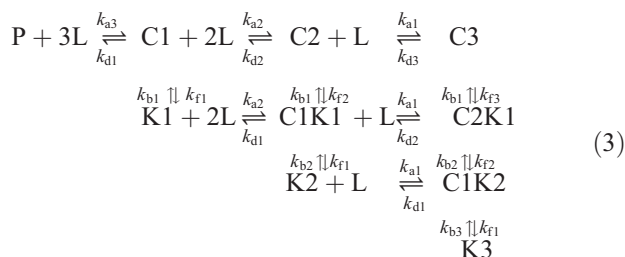 k_a3 k_a2 k_a1
P + 3L ⇌ C1 + 2L ⇌ C2 + L ⇌ C3
k_d1 k_d2 k_d3
k_b1 ⇅ k_f1 k_a2 k_b1 ⇅ k_f2 k_a1 k_b1 ⇅ k_f3
K1 + 2L ⇌ C1K1 + L ⇌ C2K1
k_d1 k_d2
(3)
k_b2 ⇅ k_f1 k_a1 k_b2 ⇅ k_f2
K2 + L ⇌ C1K2
k_d1
k_b3 ⇅ k_f1
K3